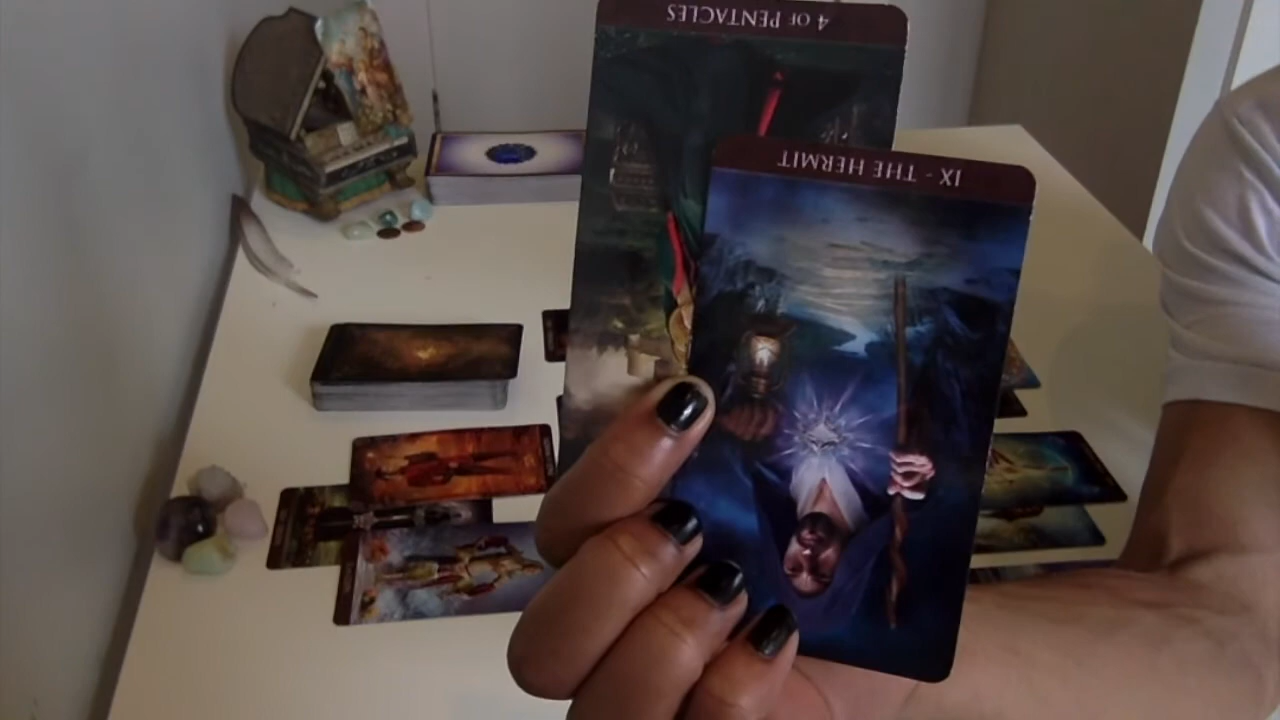 4 OF PENTACLES
IX - THE HERMIT